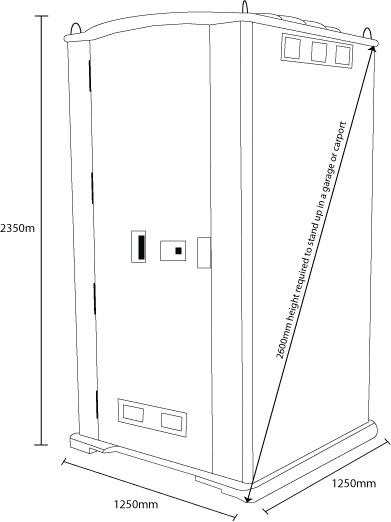 2350m
2600mm height required to stand up in a garage or carport
1250mm
1250mm